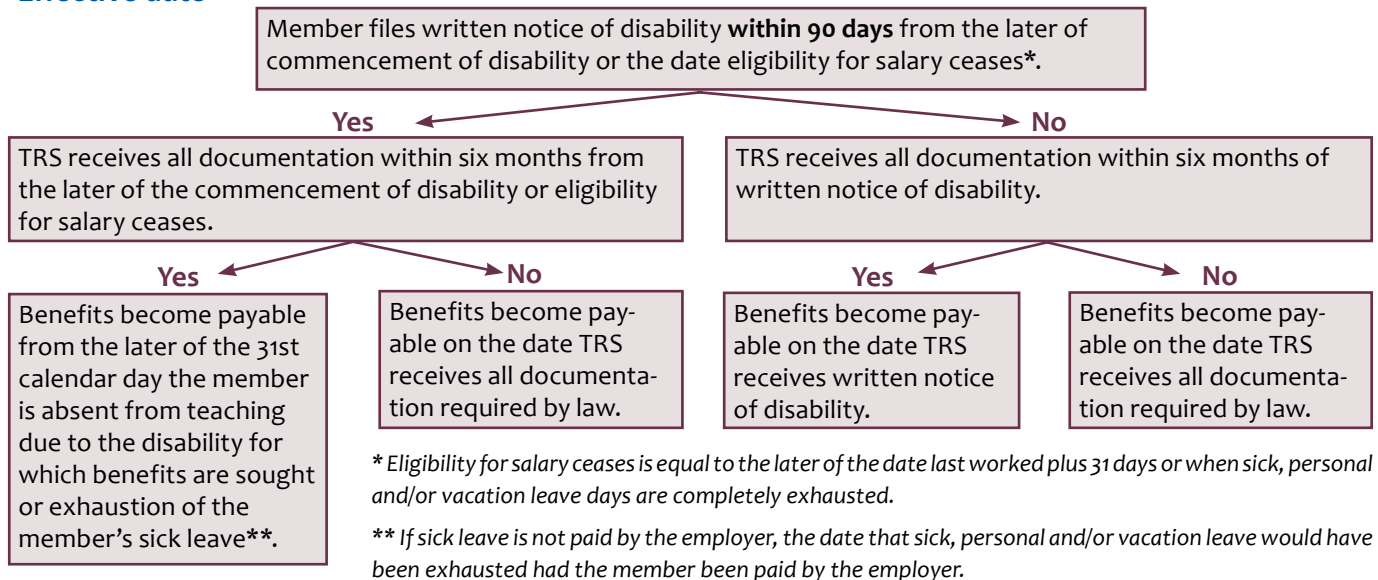 Effective date
Member files written notice of disability within 90 days from the later of
commencement of disability or the date eligibility for salary ceases*.
Yes
No
TRS receives all documentation within six months from
the later of the commencement of disability or eligibility
for salary ceases.
TRS receives all documentation within six months of
written notice of disability.
Yes
No
Yes
No
Benefits become payable
from the later of the 31st
calendar day the member
is absent from teaching
due to the disability for
which benefits are sought
or exhaustion of the
member's sick leave**.
Benefits become pay-
able on the date TRS
receives all documenta-
tion required by law.
Benefits become pay-
able on the date TRS
receives written notice
of disability.
Benefits become pay-
able on the date TRS
receives all documenta-
tion required by law.
* Eligibility for salary ceases is equal to the later of the date last worked plus 31 days or when sick, personal
and/or vacation leave days are completely exhausted.
** If sick leave is not paid by the employer, the date that sick, personal and/or vacation leave would have
been exhausted had the member been paid by the employer.